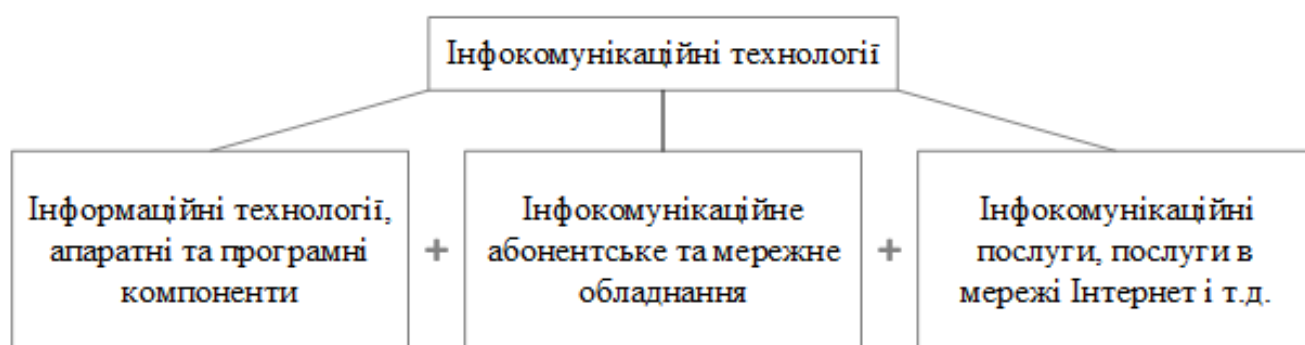 Інфокомунікаційні технології
Інформаційні технології,
апаратні та програмні
компоненти
+
Інфокомунікаційне
абонентське та мережне
обладнання
+
Інфокомунікаційні
послуги, послуги в
мережі Інтернет і т.д.